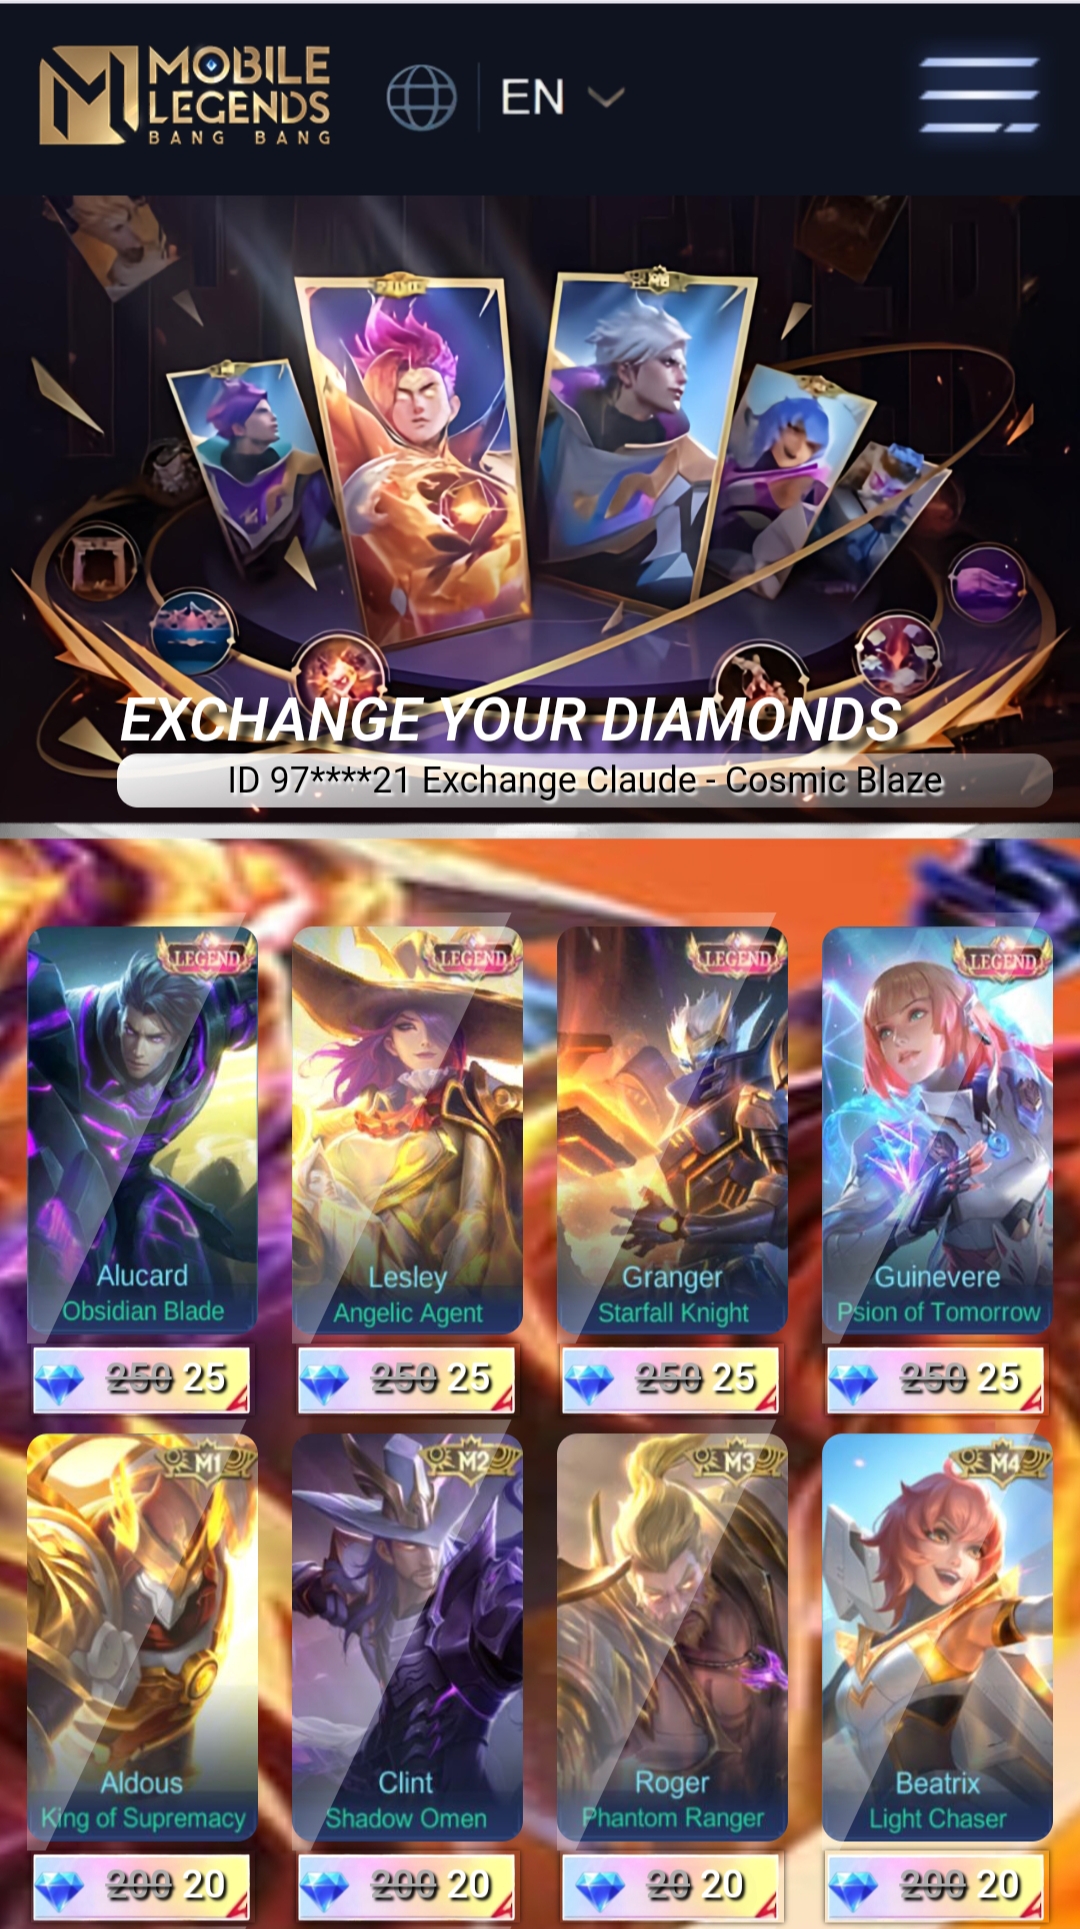 MOBILE
LEGENDS
BANG BANG
EN
EXCHANGE YOUR DIAMONDS
ID 97****21 Exchange Claude - Cosmic Blaze
LEGEND
LEGEND
LEGEND
LEGEND
Alucard
Obsidian Blade
Lesley
Angelic Agent
Granger
Starfall Knight
Guinevere
Psion of Tomorrow
250 25
250 25
250 25
250 25
M1
M2
M3
M4
Aldous
King of Supremacy
Clint
Shadow Omen
Roger
Phantom Ranger
Beatrix
Light Chaser
200 20
200 20
20 20
200 20